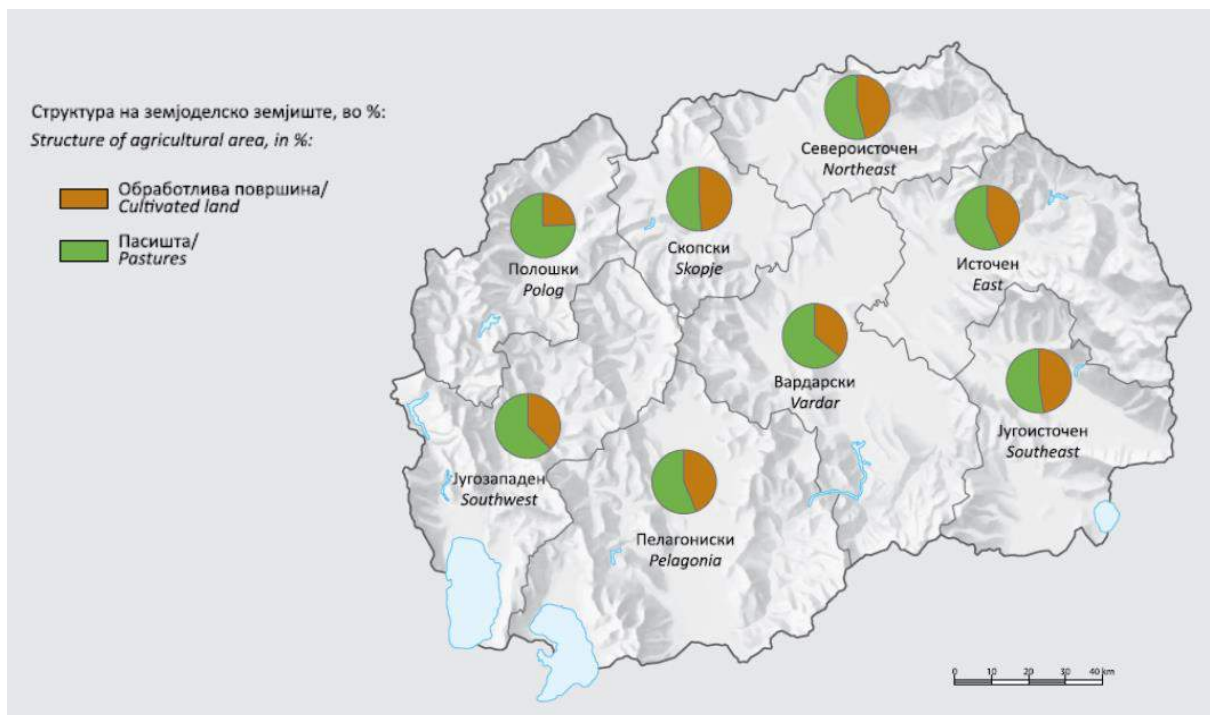 Структура на земјоделско земјиште, во %:
Structure of agricultural area, in %:
Обработлива површина/
Cultivated land
Пасишта/
Pastures
Североисточен
Northeast
Скопски
Skopje
Полошки
Polog
Источен
East
Вардарски
Vardar
Југоисточен
Southeast
Југозападен
Southwest
Пелагониски
Pelagonia
0 10 20 30 40 km